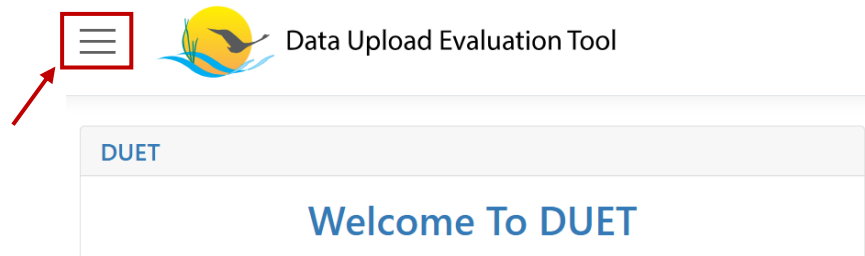 Data Upload Evaluation Tool
DUET
Welcome To DUET